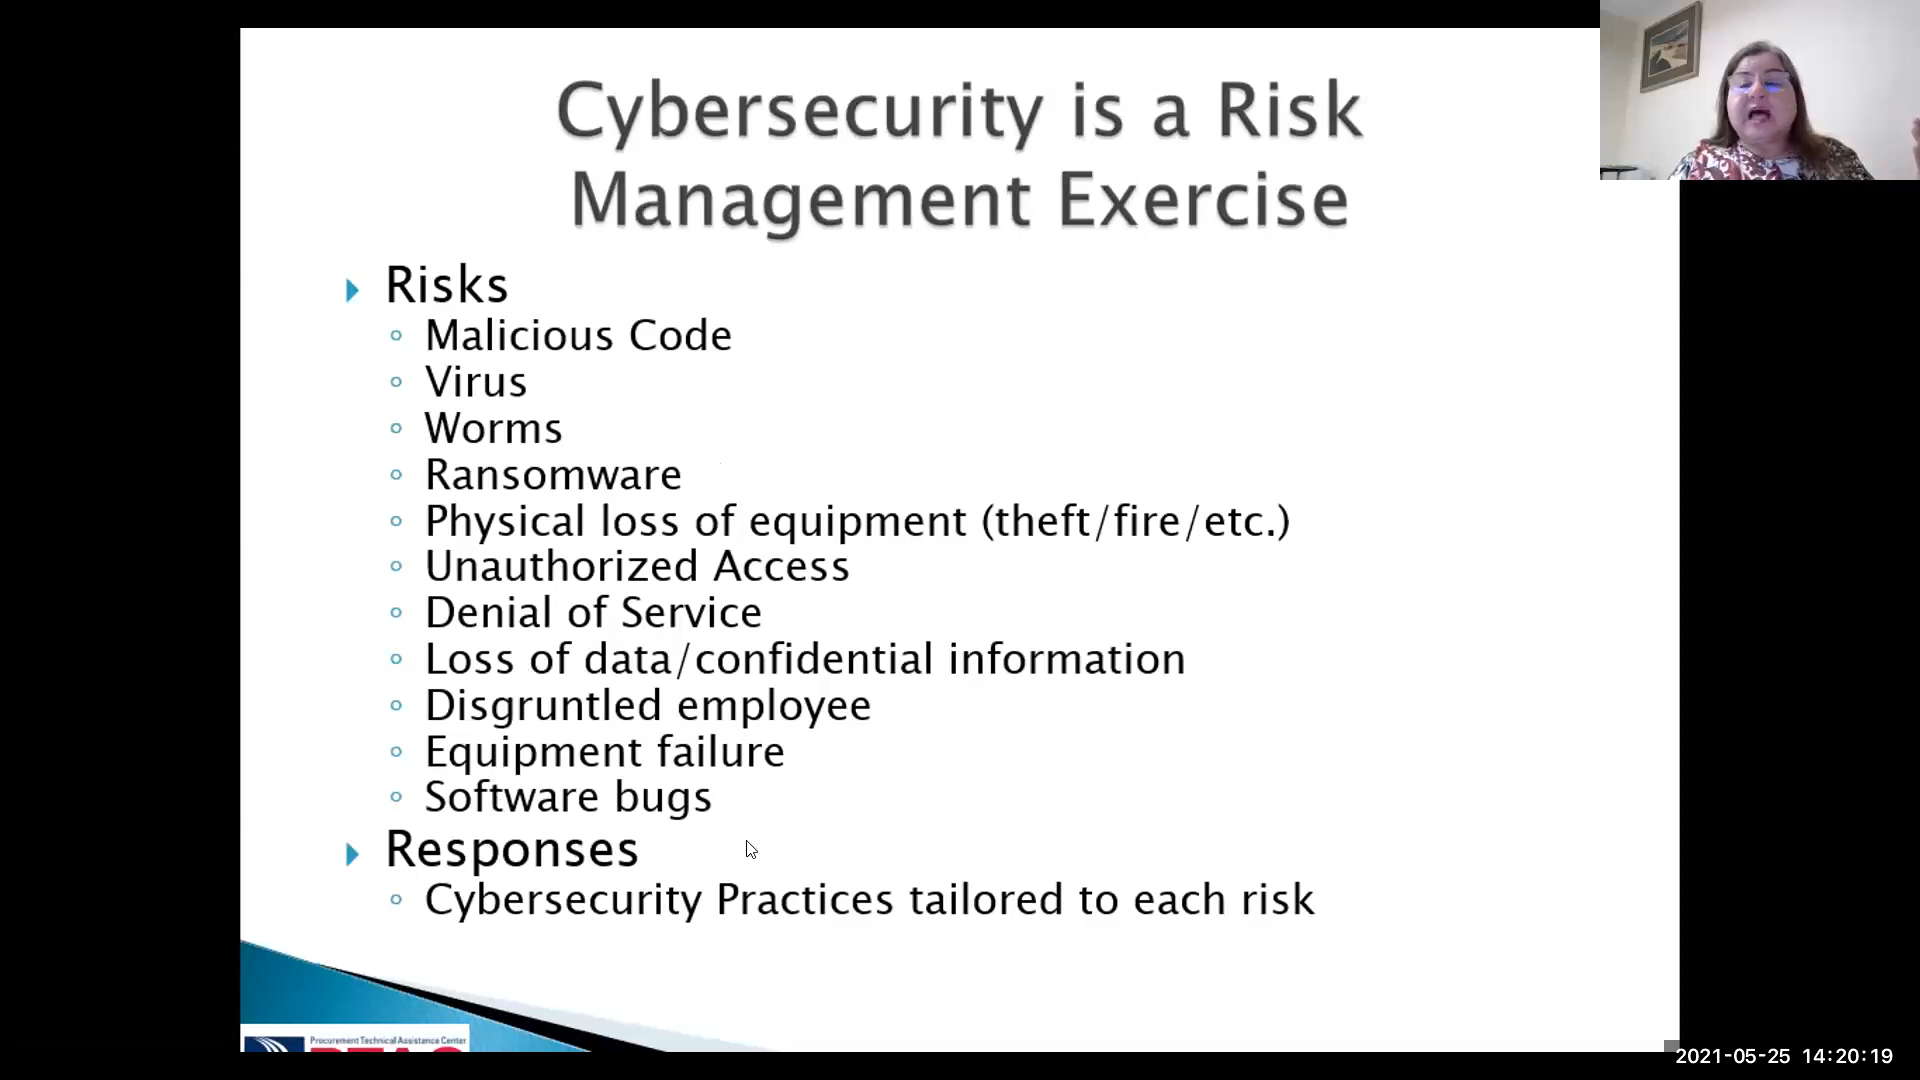 Cybersecurity is a Risk
Management Exercise
Risks
Malicious Code
Virus
Worms
Ransomware
Physical loss of equipment (theft/fire/etc.)
Unauthorized Access
Denial of Service
Loss of data/confidential information
Disgruntled employee
Equipment failure
Software bugs
Responses
Cybersecurity Practices tailored to each risk
Procurement Technical Assistance Center
2021-05-25 14:20:19